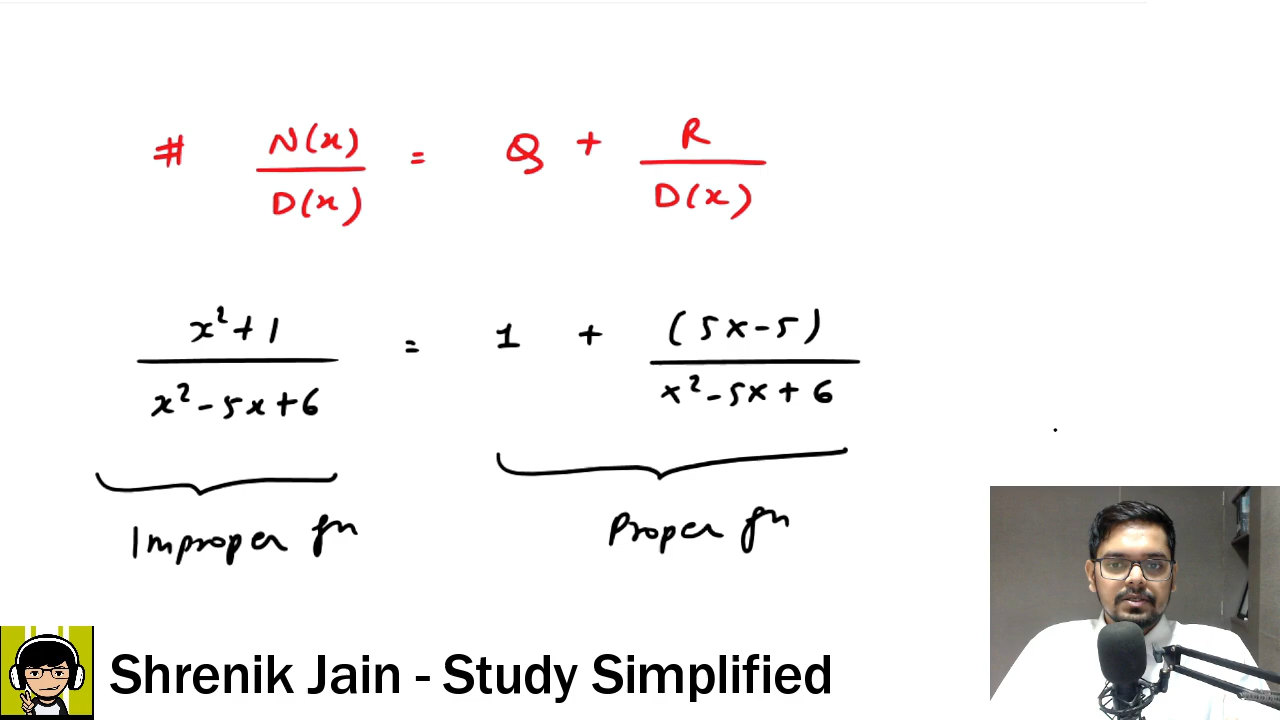 # N(x)/D(x) = Q + R/D(x)
x²+1/x²-5x+6 = 1 + (5x-5)/x²-5x+6
Improper fn Proper fn
Shrenik Jain - Study Simplified